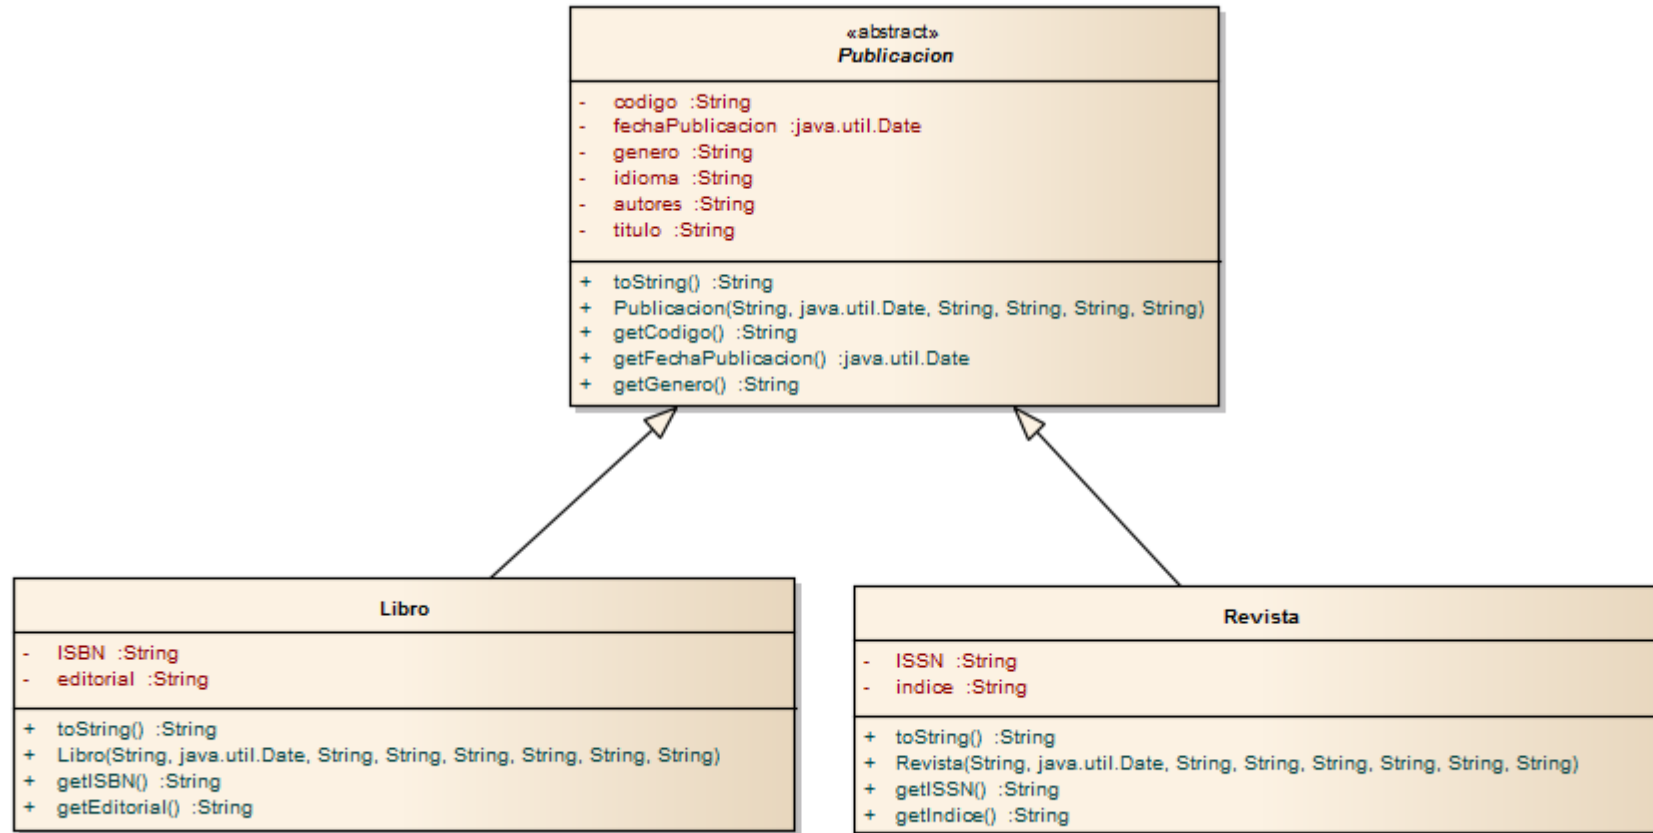 «abstract»
Publicacion
- codigo :String
- fechaPublicacion :java.util.Date
- genero :String
- idioma :String
- autores :String
- titulo :String
+ toString() :String
+ Publicacion(String, java.util.Date, String, String, String, String)
+ getCodigo() :String
+ getFechaPublicacion() :java.util.Date
+ getGenero() :String
Libro
- ISBN :String
- editorial :String
+ toString() :String
+ Libro(String, java.util.Date, String, String, String, String, String, String)
+ getISBN() :String
+ getEditorial() :String
Revista
- ISSN :String
- indice :String
+ toString() :String
+ Revista(String, java.util.Date, String, String, String, String, String, String)
+ getISSN() :String
+ getIndice() :String